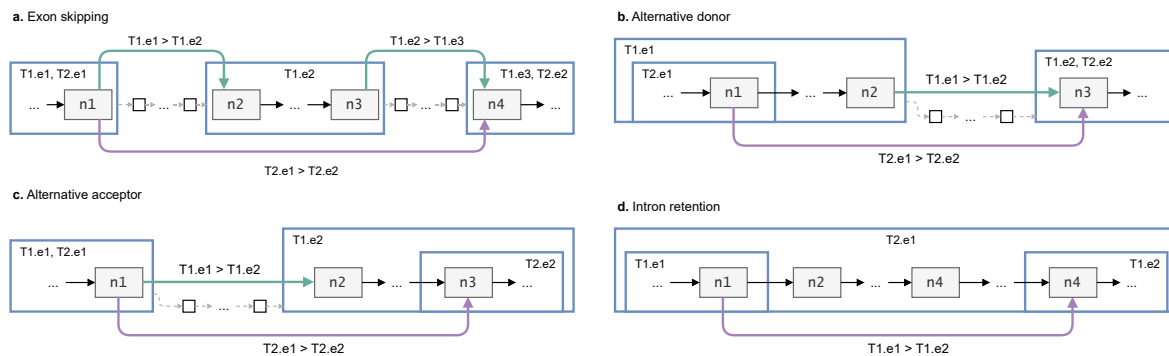 a. Exon skipping
T1.e1 > T1.e2
T1.e2 > T1.e3
T1.e1, T2.e1
T1.e2
T1.e3, T2.e2
... n1 ... n2 ... n3 ... n4 ...
T2.e1 > T2.e2
b. Alternative donor
T1.e1
T2.e1
T1.e2, T2.e2
T1.e1 > T1.e2
... n1 ... n2 n3 ...
...
T2.e1 > T2.e2
c. Alternative acceptor
T1.e1, T2.e1
T1.e2
T2.e2
T1.e1 > T1.e2
... n1 n2 ... n3 ...
...
T2.e1 > T2.e2
d. Intron retention
T2.e1
T1.e1
T1.e2
... n1 n2 ... n4 ... n4 ...
T1.e1 > T1.e2